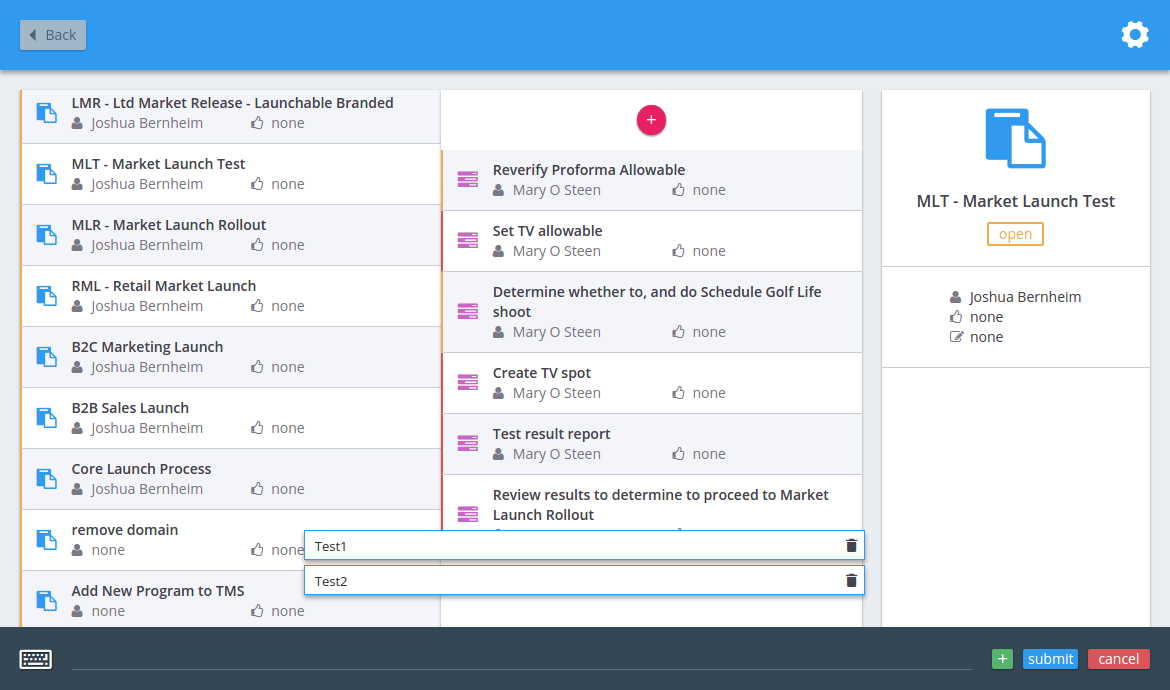 Back
LMR - Ltd Market Release - Launchable Branded
Joshua Bernheim none
MLT - Market Launch Test
Joshua Bernheim none
MLR - Market Launch Rollout
Joshua Bernheim none
RML - Retail Market Launch
Joshua Bernheim none
B2C Marketing Launch
Joshua Bernheim none
B2B Sales Launch
Joshua Bernheim none
Core Launch Process
Joshua Bernheim none
remove domain
none none
Add New Program to TMS
none none
+
Reverify Proforma Allowable
Mary O Steen none
Set TV allowable
Mary O Steen none
Determine whether to, and do Schedule Golf Life
shoot
Mary O Steen none
Create TV spot
Mary O Steen none
Test result report
Mary O Steen none
Review results to determine to proceed to Market
Launch Rollout
Test1
Test2
MLT - Market Launch Test
open
Joshua Bernheim
none
none
+ submit cancel